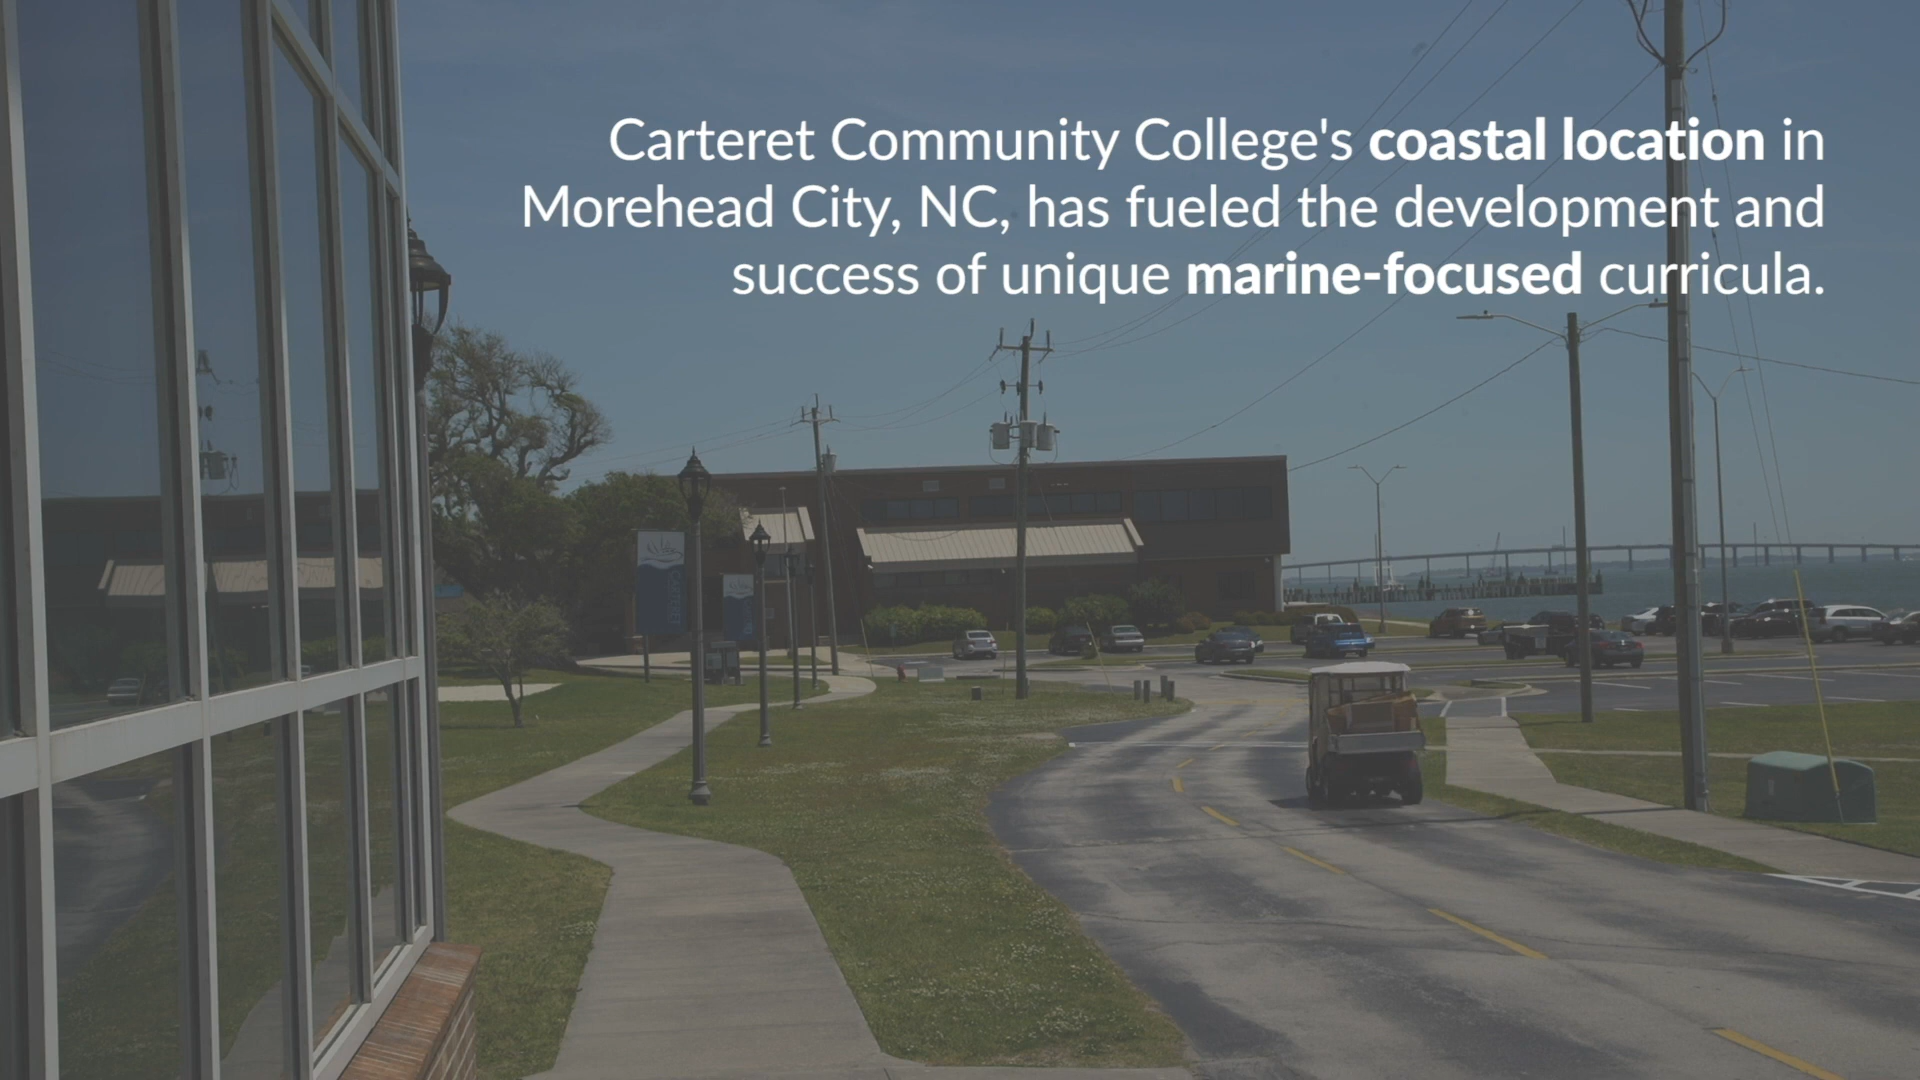 Carteret Community College's coastal location in
Morehead City, NC, has fueled the development and
success of unique marine-focused curricula.
CARTERET